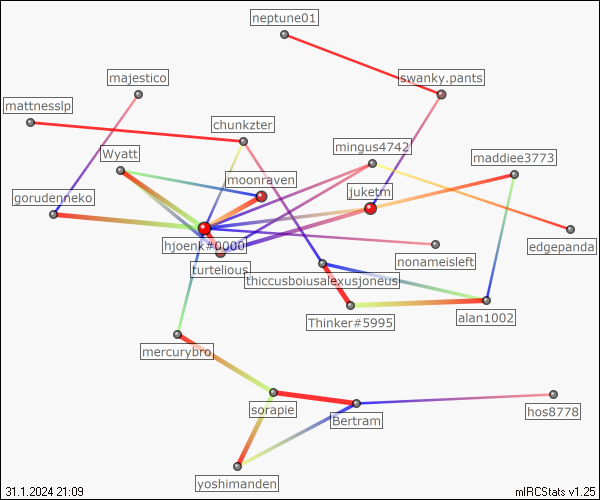 neptune01
majestico
swanky.pants
mattnesslp
chunkzter
mingus4742
Wyatt
maddiee3773
moonraven
juketm
gorudenneko
hjoenk#0000
edgepanda
nonameisleft
turtelious
thiccusboiusalexusjoneus
Thinker#5995
alan1002
mercurybro
sorapie
hos8778
Bertram
yoshimanden
31.1.2024 21:09
mIRCStats v1.25